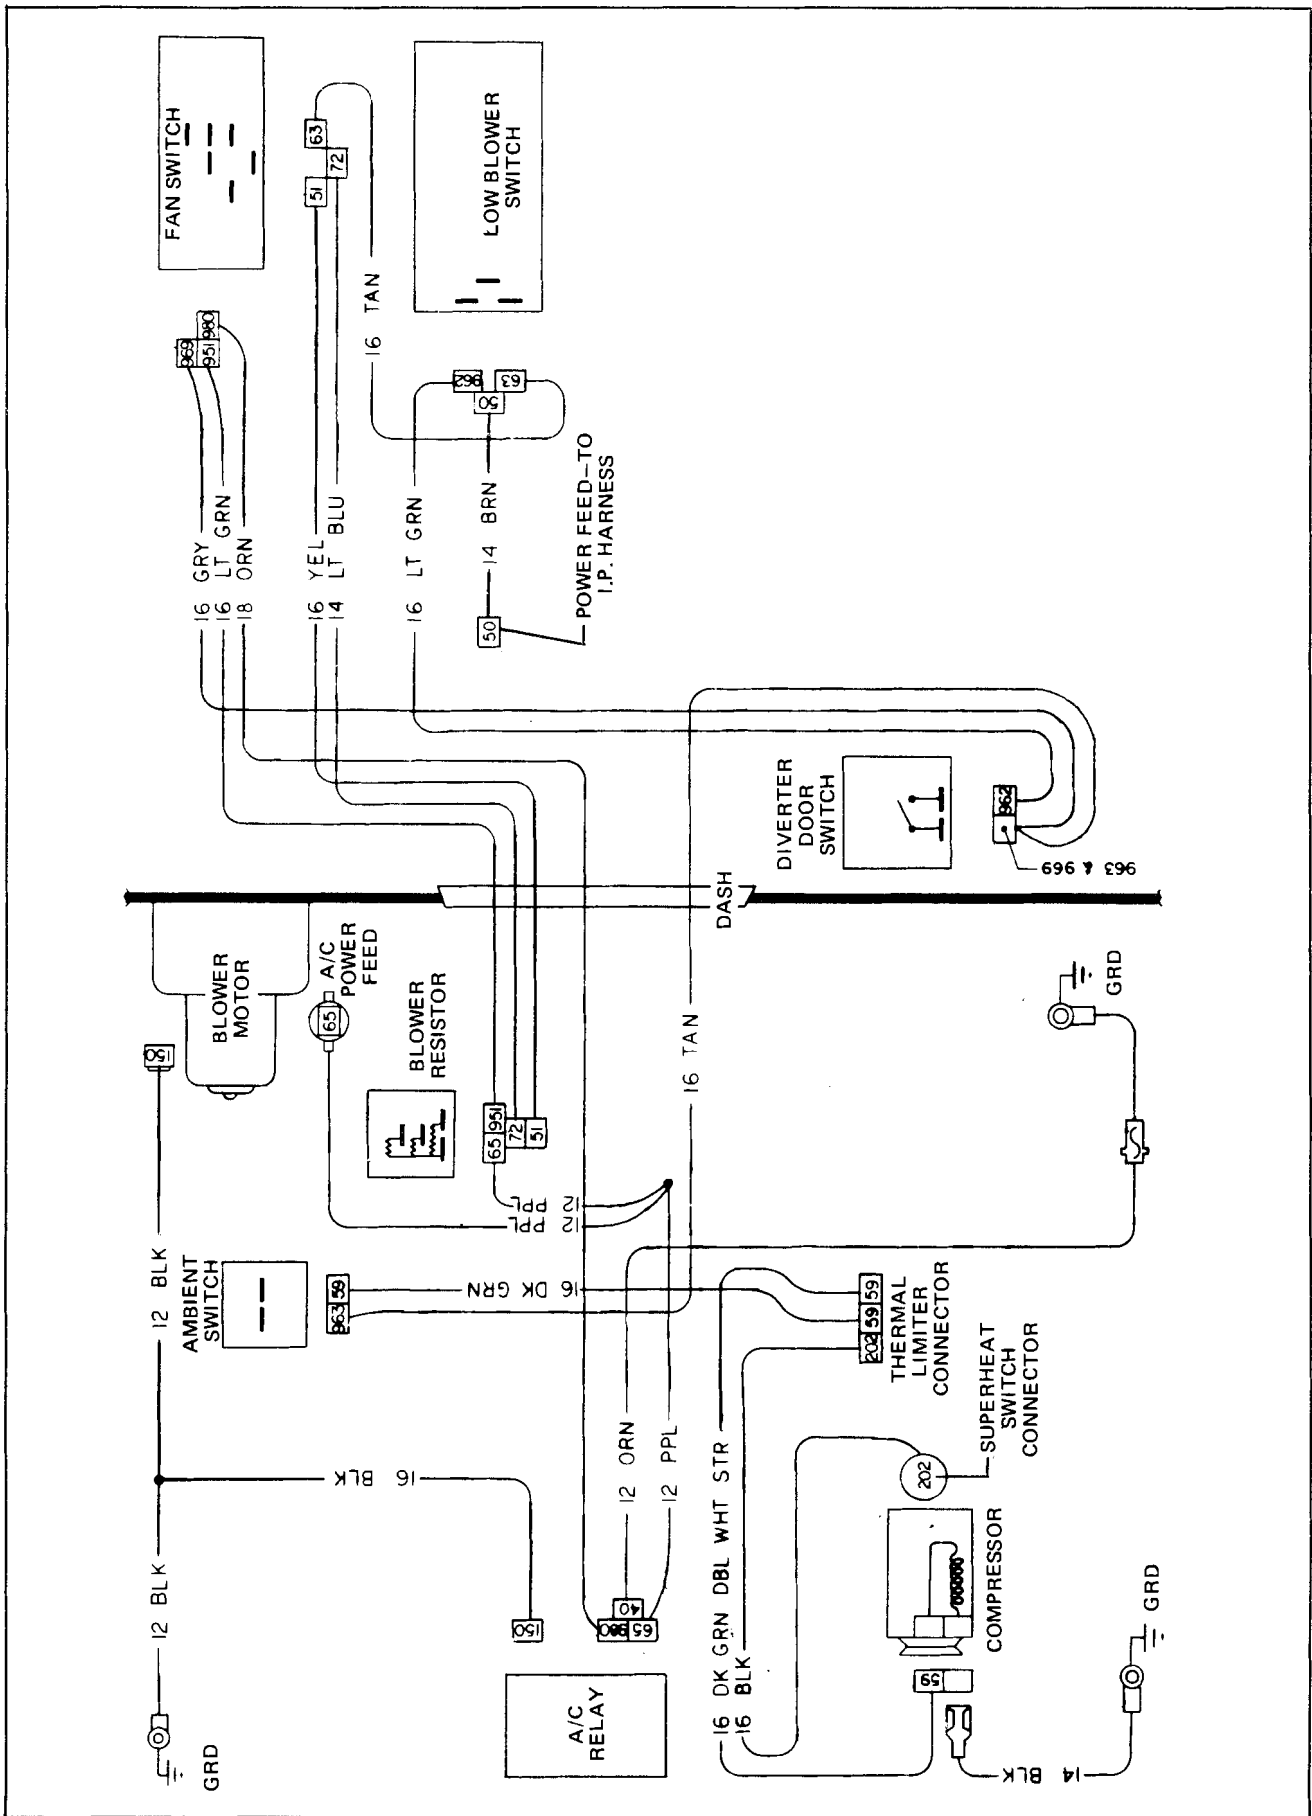 FAN SWITCH
63
72
51
LOW BLOWER
SWITCH
16 TAN
969
951
980
962
50
63
16 GRY
16 LT GRN
18 ORN
16 YEL
14 LT BLU
16 LT GRN
14 BRN
50
POWER FEED–TO
I.P. HARNESS
DIVERTER
DOOR
SWITCH
962
963 & 969
DASH
BLOWER
MOTOR
150
A/C
POWER
FEED
65
BLOWER
RESISTOR
951
65
72
51
16 TAN
GRD
12 PPL
12 PPL
12 BLK
AMBIENT
SWITCH
59
963
16 DK GRN
59
59
202
THERMAL
LIMITER
CONNECTOR
16 BLK
12 ORN
12 PPL
202
SUPERHEAT
SWITCH
CONNECTOR
12 BLK
150
40
980
65
16 DK GRN DBL WHT STR
16 BLK
COMPRESSOR
59
GRD
A/C
RELAY
14 BLK
GRD